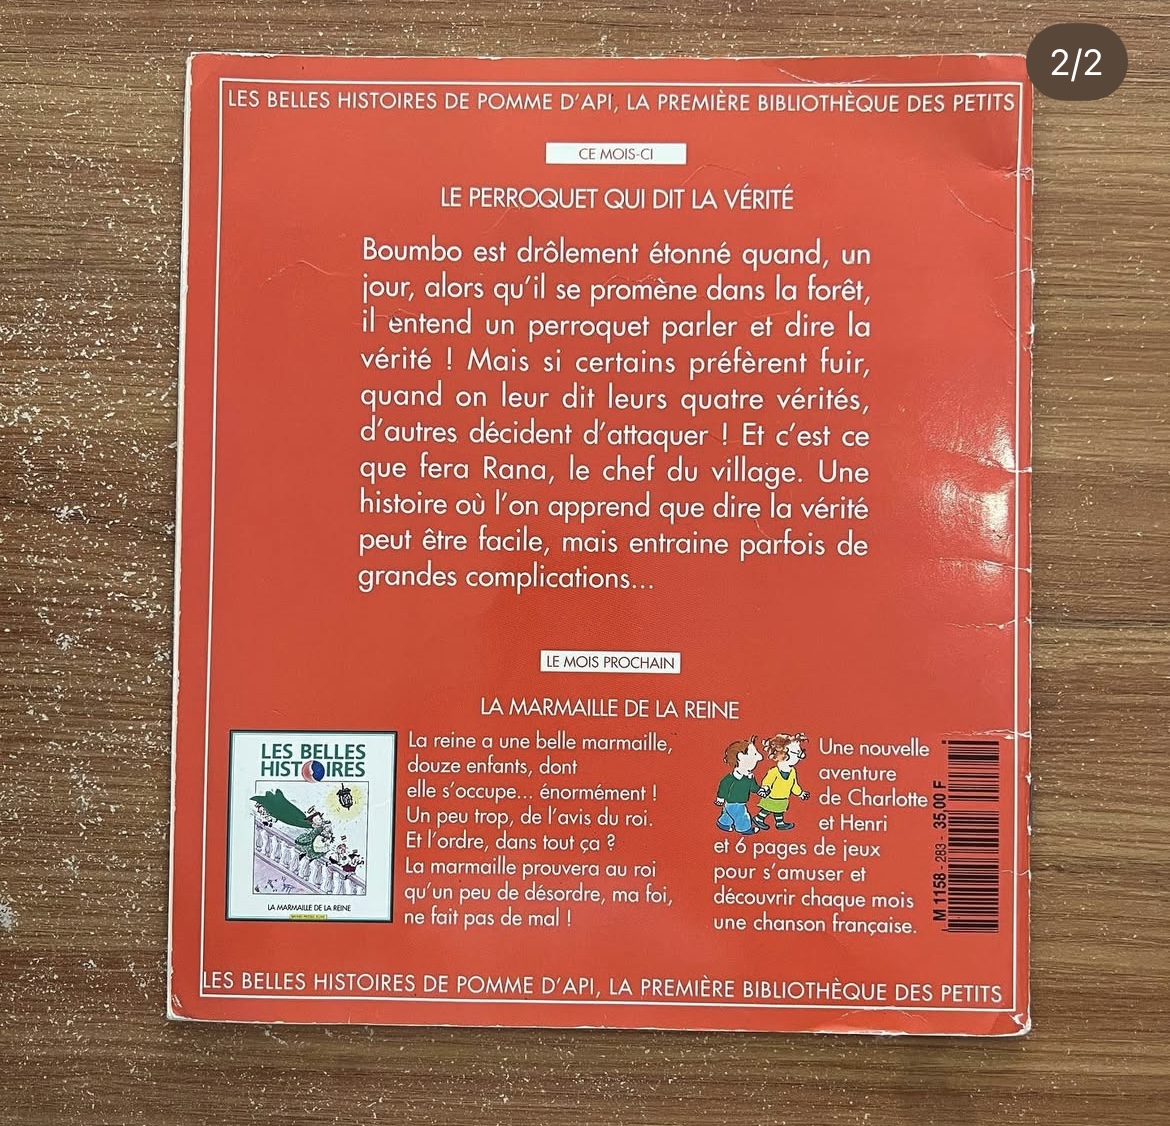 2/2
LES BELLES HISTOIRES DE POMME D'API, LA PREMIÈRE BIBLIOTHÈQUE DES PETITS
CE MOIS-CI
LE PERROQUET QUI DIT LA VÉRITÉ
Boumbo est drôlement étonné quand, un
jour, alors qu'il se promène dans la forêt,
il entend un perroquet parler et dire la
vérité ! Mais si certains préfèrent fuir,
quand on leur dit leurs quatre vérités,
d'autres décident d'attaquer ! Et c'est ce
que fera Rana, le chef du village. Une
histoire où l'on apprend que dire la vérité
peut être facile, mais entraine parfois de
grandes complications...
LE MOIS PROCHAIN
LA MARMAILLE DE LA REINE
LES BELLES
HISTOIRES
LA MARMAILLE DE LA REINE
La reine a une belle marmaille,
douze enfants, dont
elle s'occupe... énormément !
Un peu trop, de l'avis du roi.
Et l'ordre, dans tout ça ?
La marmaille prouvera au roi
qu'un peu de désordre, ma foi,
ne fait pas de mal !
Une nouvelle
aventure
de Charlotte
et Henri
et 6 pages de jeux
pour s'amuser et
découvrir chaque mois
une chanson française.
M 1158 - 283 - 35,00 F
LES BELLES HISTOIRES DE POMME D'API, LA PREMIÈRE BIBLIOTHÈQUE DES PETITS